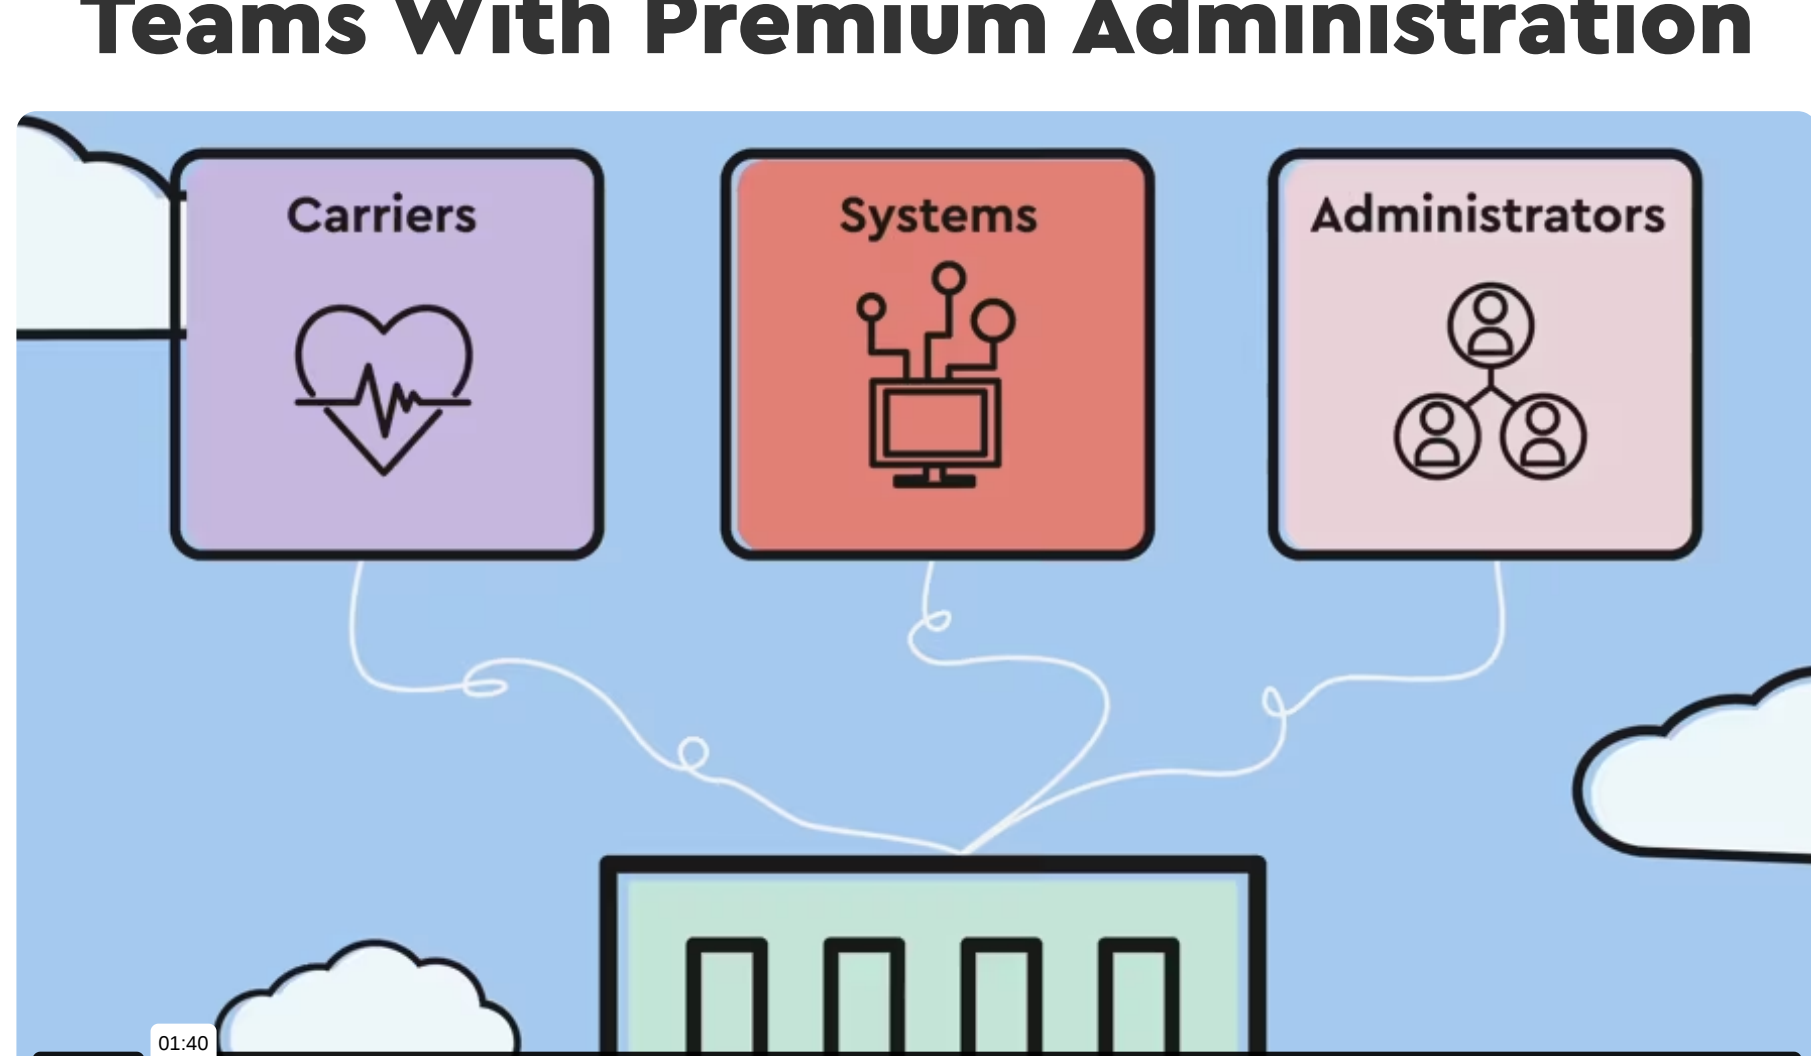 Teams With Premium Administration
Carriers
Systems
Administrators
01:40